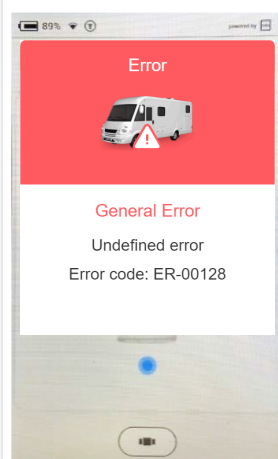 89%
powered by
Error
General Error
Undefined error
Error code: ER-00128